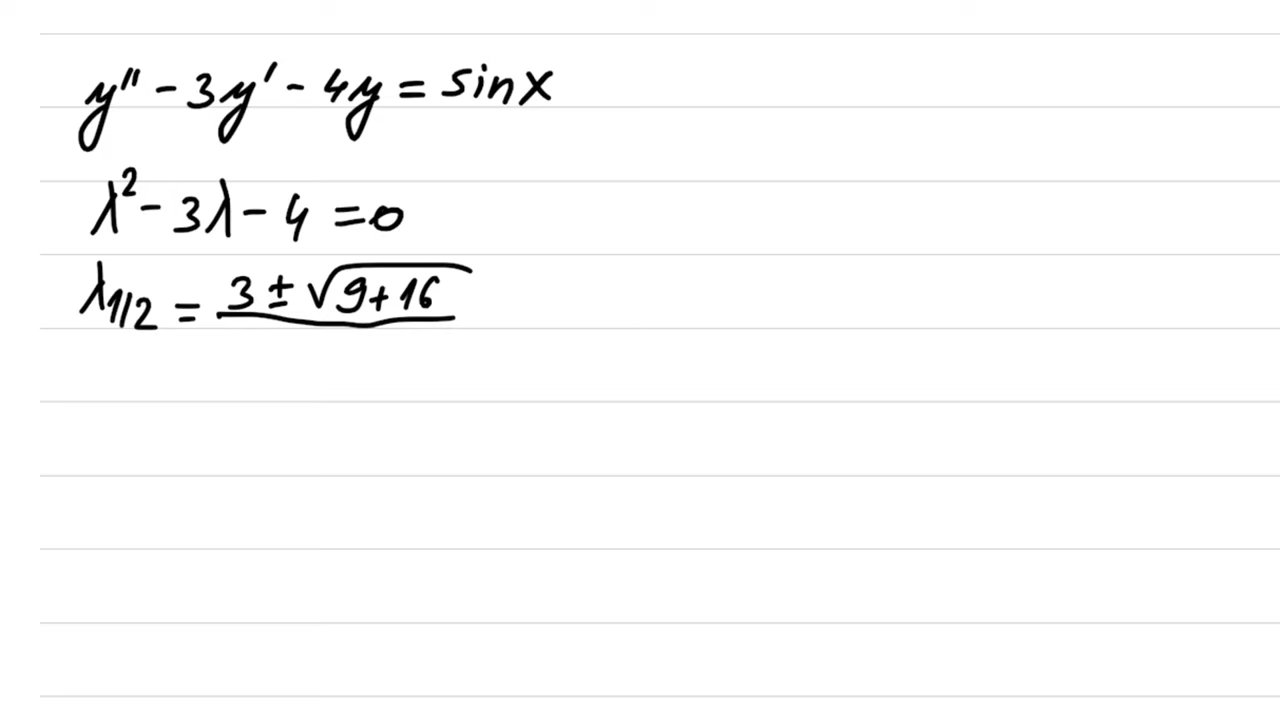 y'' - 3y' - 4y = sin x
λ² - 3λ - 4 = 0
λ₁/₂ = 3 ± √9+16